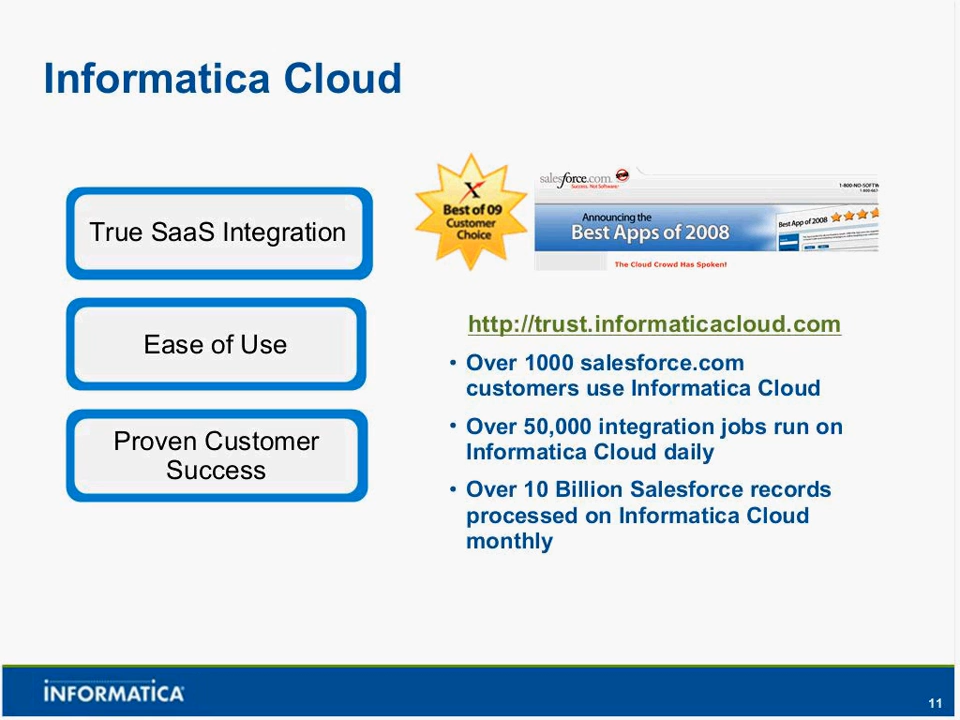 Informatica Cloud
True SaaS Integration
Ease of Use
Proven Customer
Success
X
Best of 09
Customer
Choice
salesforce.com
Success. Not Software.
1-800-NO-SOFTW
Announcing the
Best Apps of 2008
Best App of 2008
The Cloud Crowd Has Spoken!
http://trust.informaticacloud.com
• Over 1000 salesforce.com
customers use Informatica Cloud
• Over 50,000 integration jobs run on
Informatica Cloud daily
• Over 10 Billion Salesforce records
processed on Informatica Cloud
monthly
INFORMATICA
11